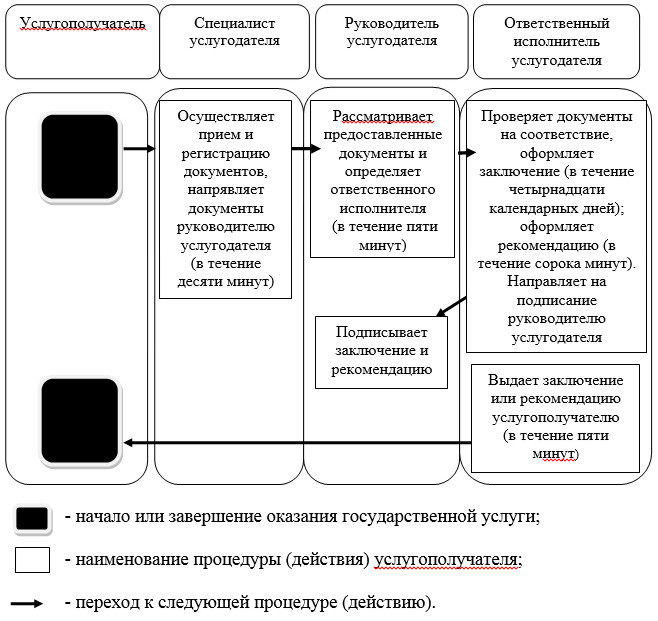 Услугополучатель
Специалист
услугодателя
Руководитель
услугодателя
Ответственный
исполнитель
услугодателя
Осуществляет
прием и
регистрацию
документов,
напрявляет
документы
руководителю
услугодателя
(в течение
десяти минут)
Рассматривает
предоставленные
документы и
определяет
ответственного
исполнителя
(в течение пяти
минут)
Проверяет документы
на соответствие,
оформляет
заключение (в течение
четырнадцати
календарных дней);
оформляет
рекомендацию (в
течение сорока минут).
Направляет на
подписание
руководителю
услугодателя
Подписывает
заключение и
рекомендацию
Выдает заключение
или рекомендацию
услугополучателю
(в течение пяти
минут)
- начало или завершение оказания государственной услуги;
- наименование процедуры (действия) услугополучателя;
- переход к следующей процедуре (действию).